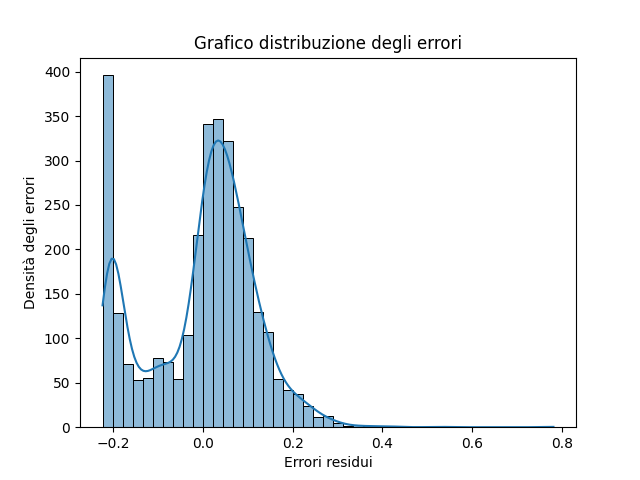 Grafico distribuzione degli errori
400
350
300
250
200
150
100
50
0
Densità degli errori
−0.2 0.0 0.2 0.4 0.6 0.8
Errori residui